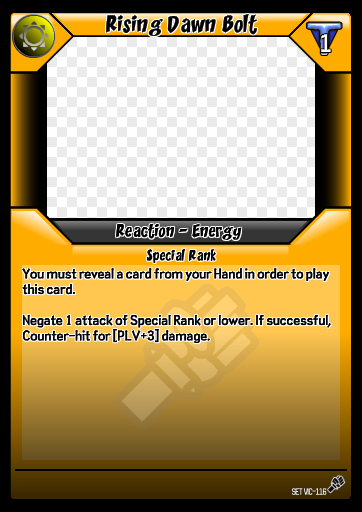 Rising Dawn Bolt
1
Reaction - Energy
Special Rank
You must reveal a card from your Hand in order to play
this card.
Negate 1 attack of Special Rank or lower. If successful,
Counter-hit for [PLV+3] damage.
SET VIC-116